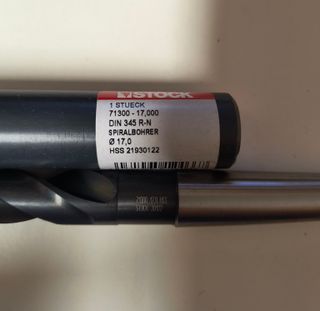 STOCK
1 STUECK
71300 - 17,000
DIN 345 R-N
SPIRALBOHRER
Ø 17,0
HSS 21930122